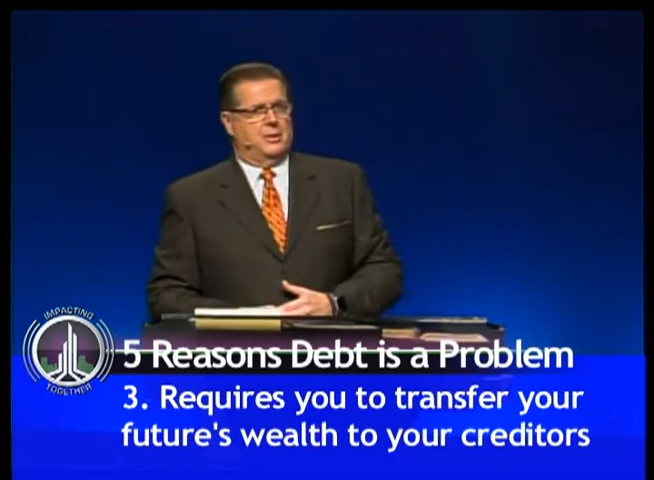 IMPACTING
TOGETHER
5 Reasons Debt is a Problem
3. Requires you to transfer your
future's wealth to your creditors